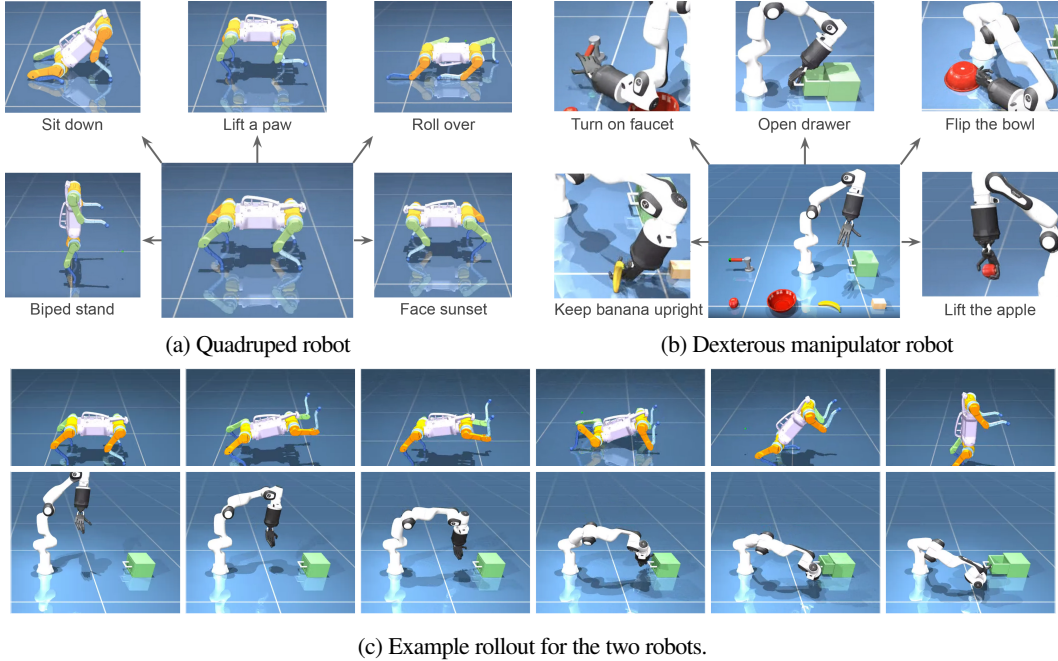 Sit down
Lift a paw
Roll over
Biped stand
Face sunset
(a) Quadruped robot
Turn on faucet
Open drawer
Flip the bowl
Keep banana upright
Lift the apple
(b) Dexterous manipulator robot
(c) Example rollout for the two robots.